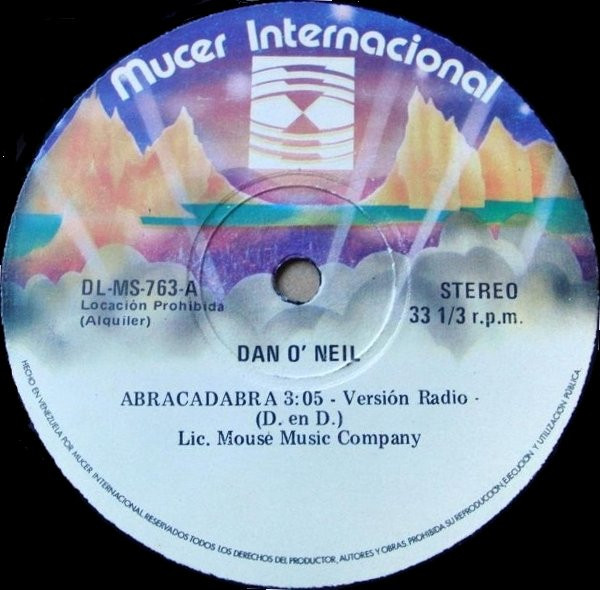 Mucer Internacional
DL-MS-763-A
Locación Prohibida
(Alquiler)
STEREO
33 1/3 r.p.m.
DAN O' NEIL
ABRACADABRA 3:05 - Versión Radio -
(D. en D.)
Lic. Mouse Music Company
HECHO EN VENEZUELA POR MUCER INTERNACIONAL RESERVADOS TODOS LOS DERECHOS DEL PRODUCTOR, AUTORES Y OBRAS PROHIBIDA SU REPRODUCCION, EJECUCION Y UTILIZACION PÚBLICA